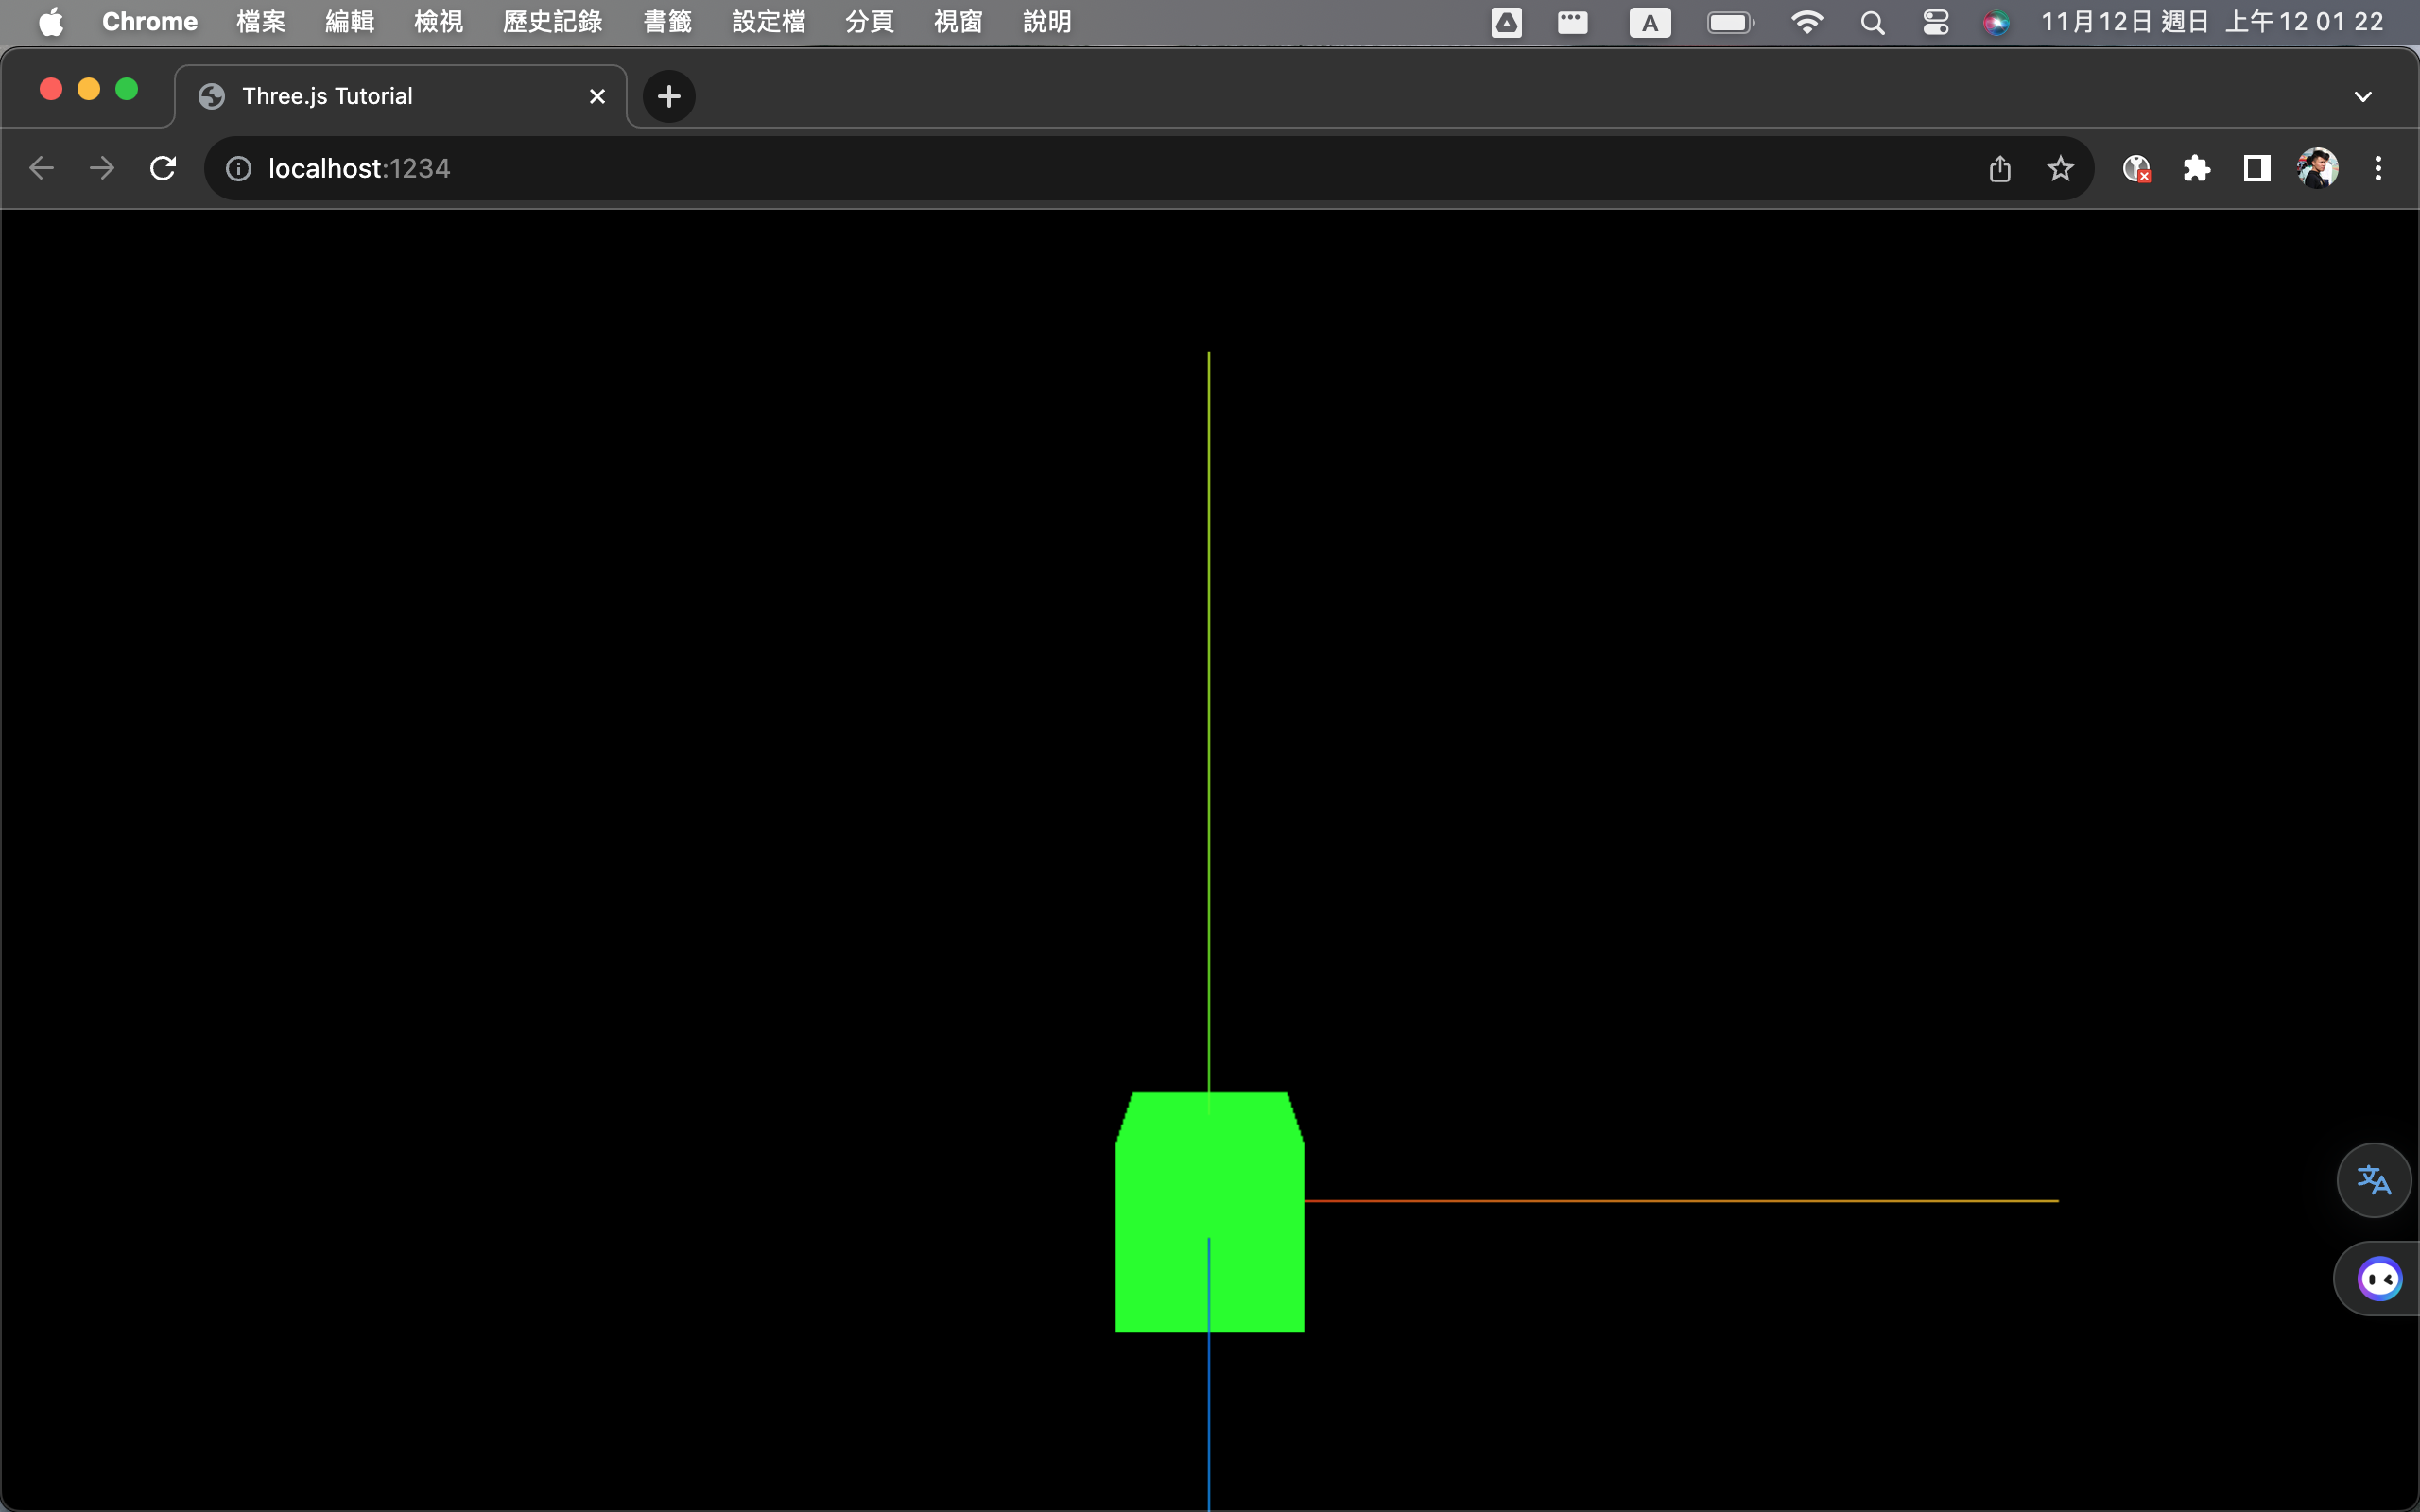 Chrome 檔案 編輯 檢視 歷史記錄 書籤 設定檔 分頁 視窗 說明 A 11月12日 週日 上午12 01 22
Three.js Tutorial
localhost:1234
文A